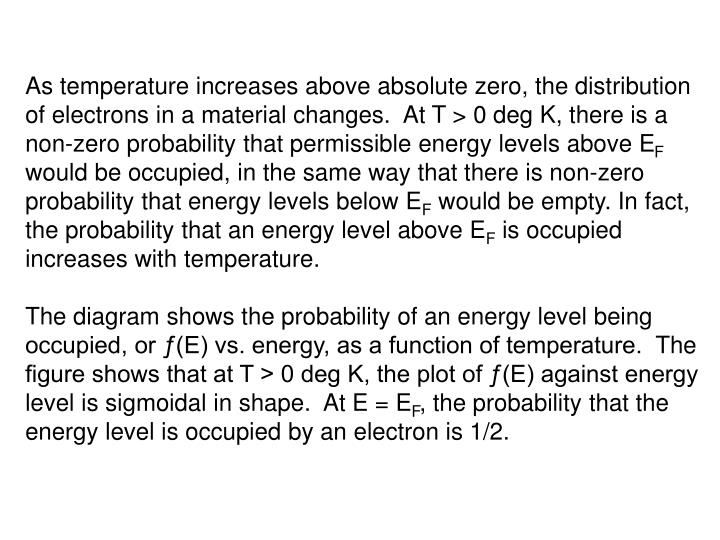 As temperature increases above absolute zero, the distribution
of electrons in a material changes.  At T > 0 deg K, there is a
non-zero probability that permissible energy levels above EF
would be occupied, in the same way that there is non-zero
probability that energy levels below EF would be empty. In fact,
the probability that an energy level above EF is occupied
increases with temperature.
The diagram shows the probability of an energy level being
occupied, or ƒ(E) vs. energy, as a function of temperature.  The
figure shows that at T > 0 deg K, the plot of ƒ(E) against energy
level is sigmoidal in shape.  At E = EF, the probability that the
energy level is occupied by an electron is 1/2.